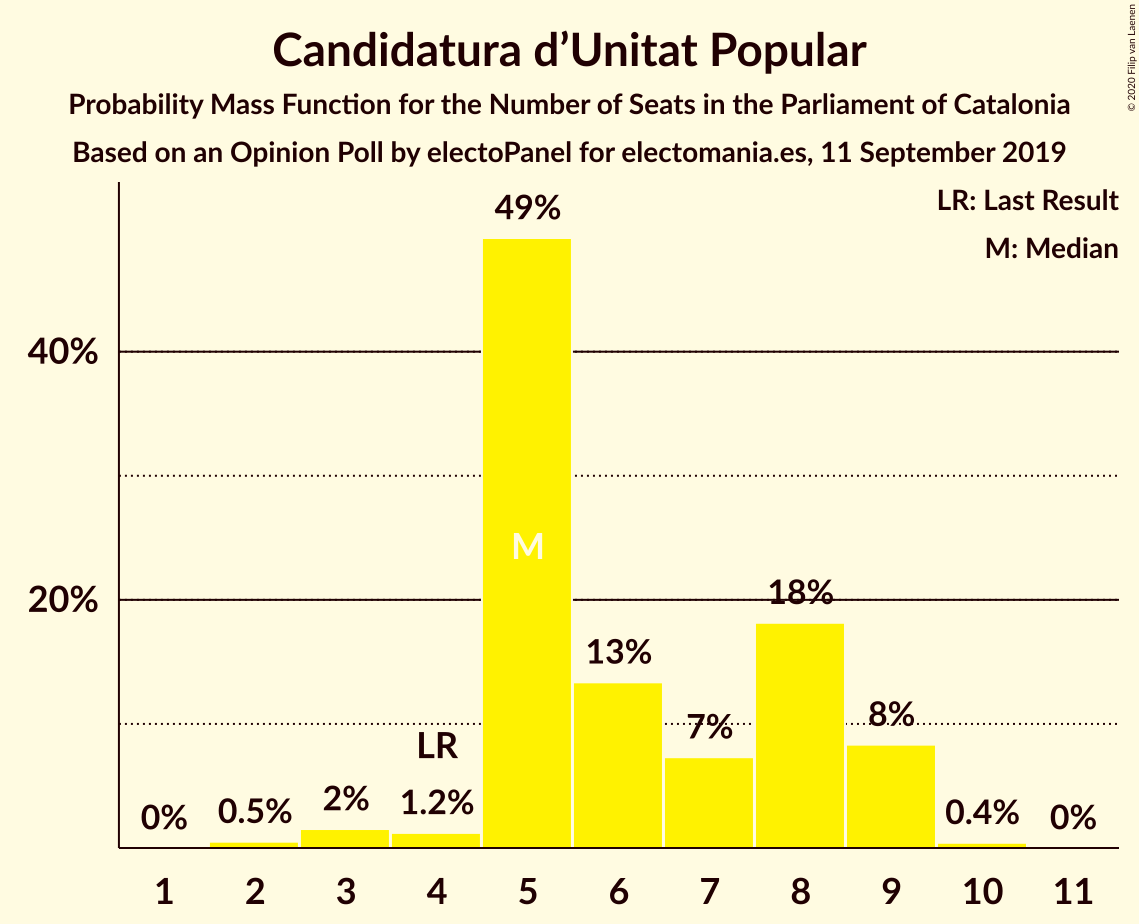 Candidatura d’Unitat Popular
Probability Mass Function for the Number of Seats in the Parliament of Catalonia
Based on an Opinion Poll by electoPanel for electomania.es, 11 September 2019
© 2020 Filip van Laenen
LR: Last Result
M: Median
40%
20%
0%
0.5%
2%
LR
1.2%
49%
M
13%
7%
18%
8%
0.4%
0%
1 2 3 4 5 6 7 8 9 10 11